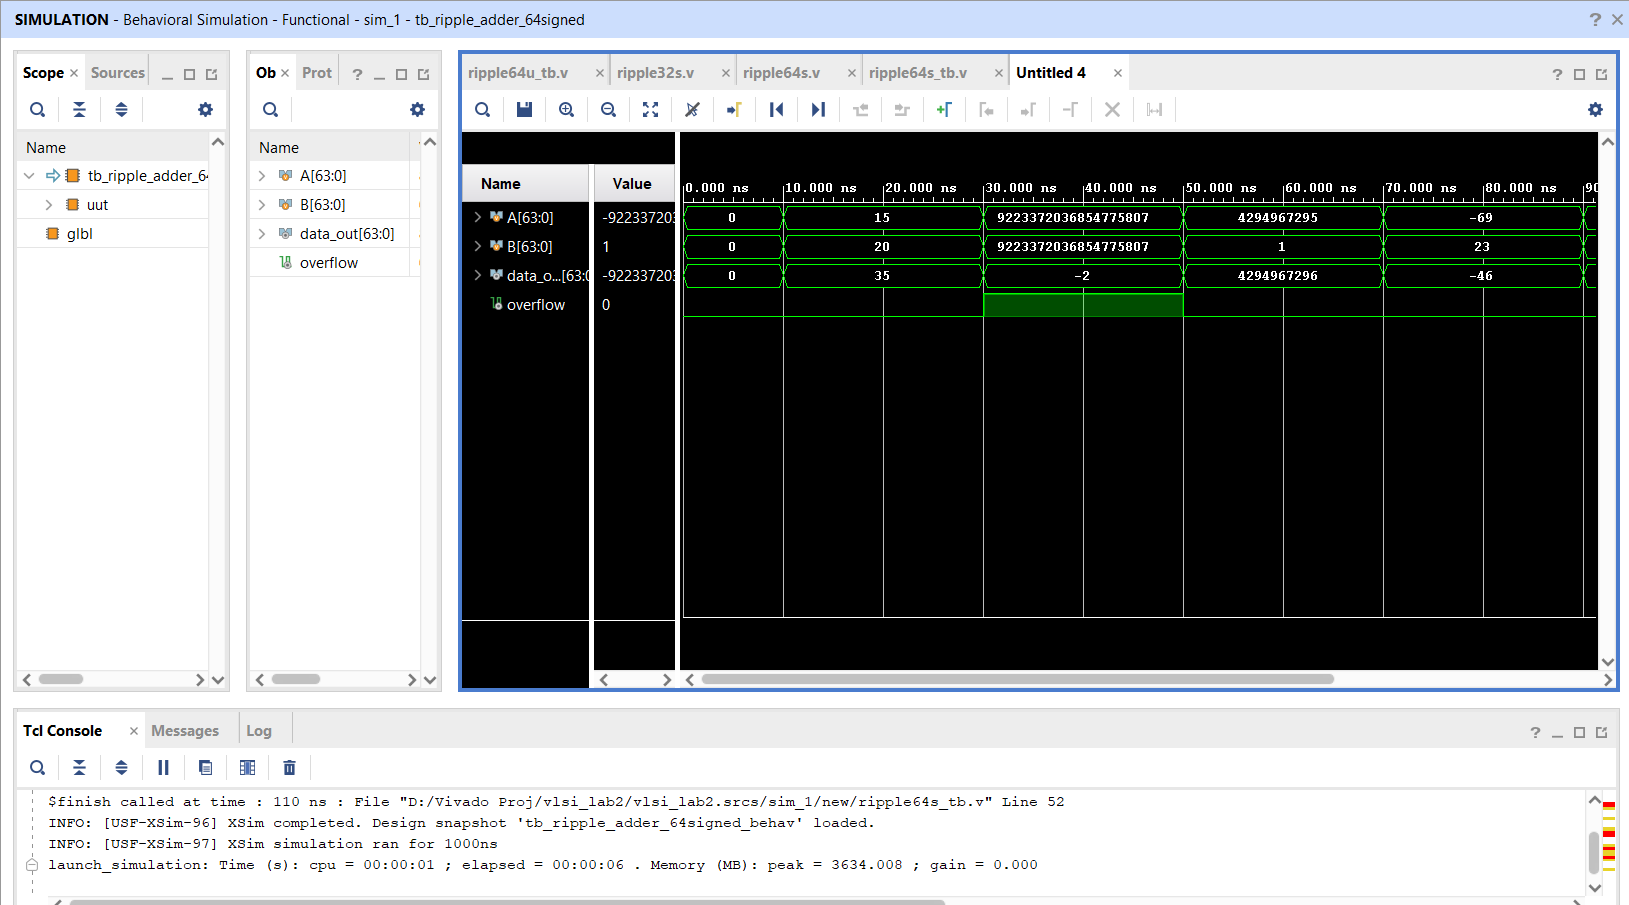 SIMULATION - Behavioral Simulation - Functional - sim_1 - tb_ripple_adder_64signed
Scope
Sources
Name
tb_ripple_adder_64
uut
glbl
Ob
Prot
Name
A[63:0]
B[63:0]
data_out[63:0]
overflow
ripple64u_tb.v
ripple32s.v
ripple64s.v
ripple64s_tb.v
Untitled 4
Name Value
0.000 ns 10.000 ns 20.000 ns 30.000 ns 40.000 ns 50.000 ns 60.000 ns 70.000 ns 80.000 ns 90
A[63:0] -922337203 0 15 9223372036854775807 4294967295 -69
B[63:0] 1 0 20 9223372036854775807 1 23
data_o...[63:0 -922337203 0 35 -2 4294967296 -46
overflow 0
Tcl Console Messages Log
$finish called at time : 110 ns : File "D:/Vivado Proj/vlsi_lab2/vlsi_lab2.srcs/sim_1/new/ripple64s_tb.v" Line 52
INFO: [USF-XSim-96] XSim completed. Design snapshot 'tb_ripple_adder_64signed_behav' loaded.
INFO: [USF-XSim-97] XSim simulation ran for 1000ns
launch_simulation: Time (s): cpu = 00:00:01 ; elapsed = 00:00:06 . Memory (MB): peak = 3634.008 ; gain = 0.000